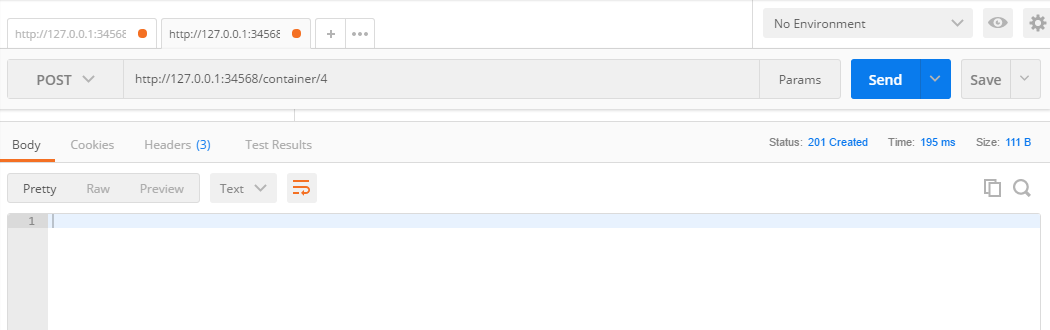 http://127.0.0.1:34568 http://127.0.0.1:34568 + ••• No Environment
POST http://127.0.0.1:34568/container/4 Params Send Save
Body Cookies Headers (3) Test Results Status: 201 Created Time: 195 ms Size: 111 B
Pretty Raw Preview Text
1